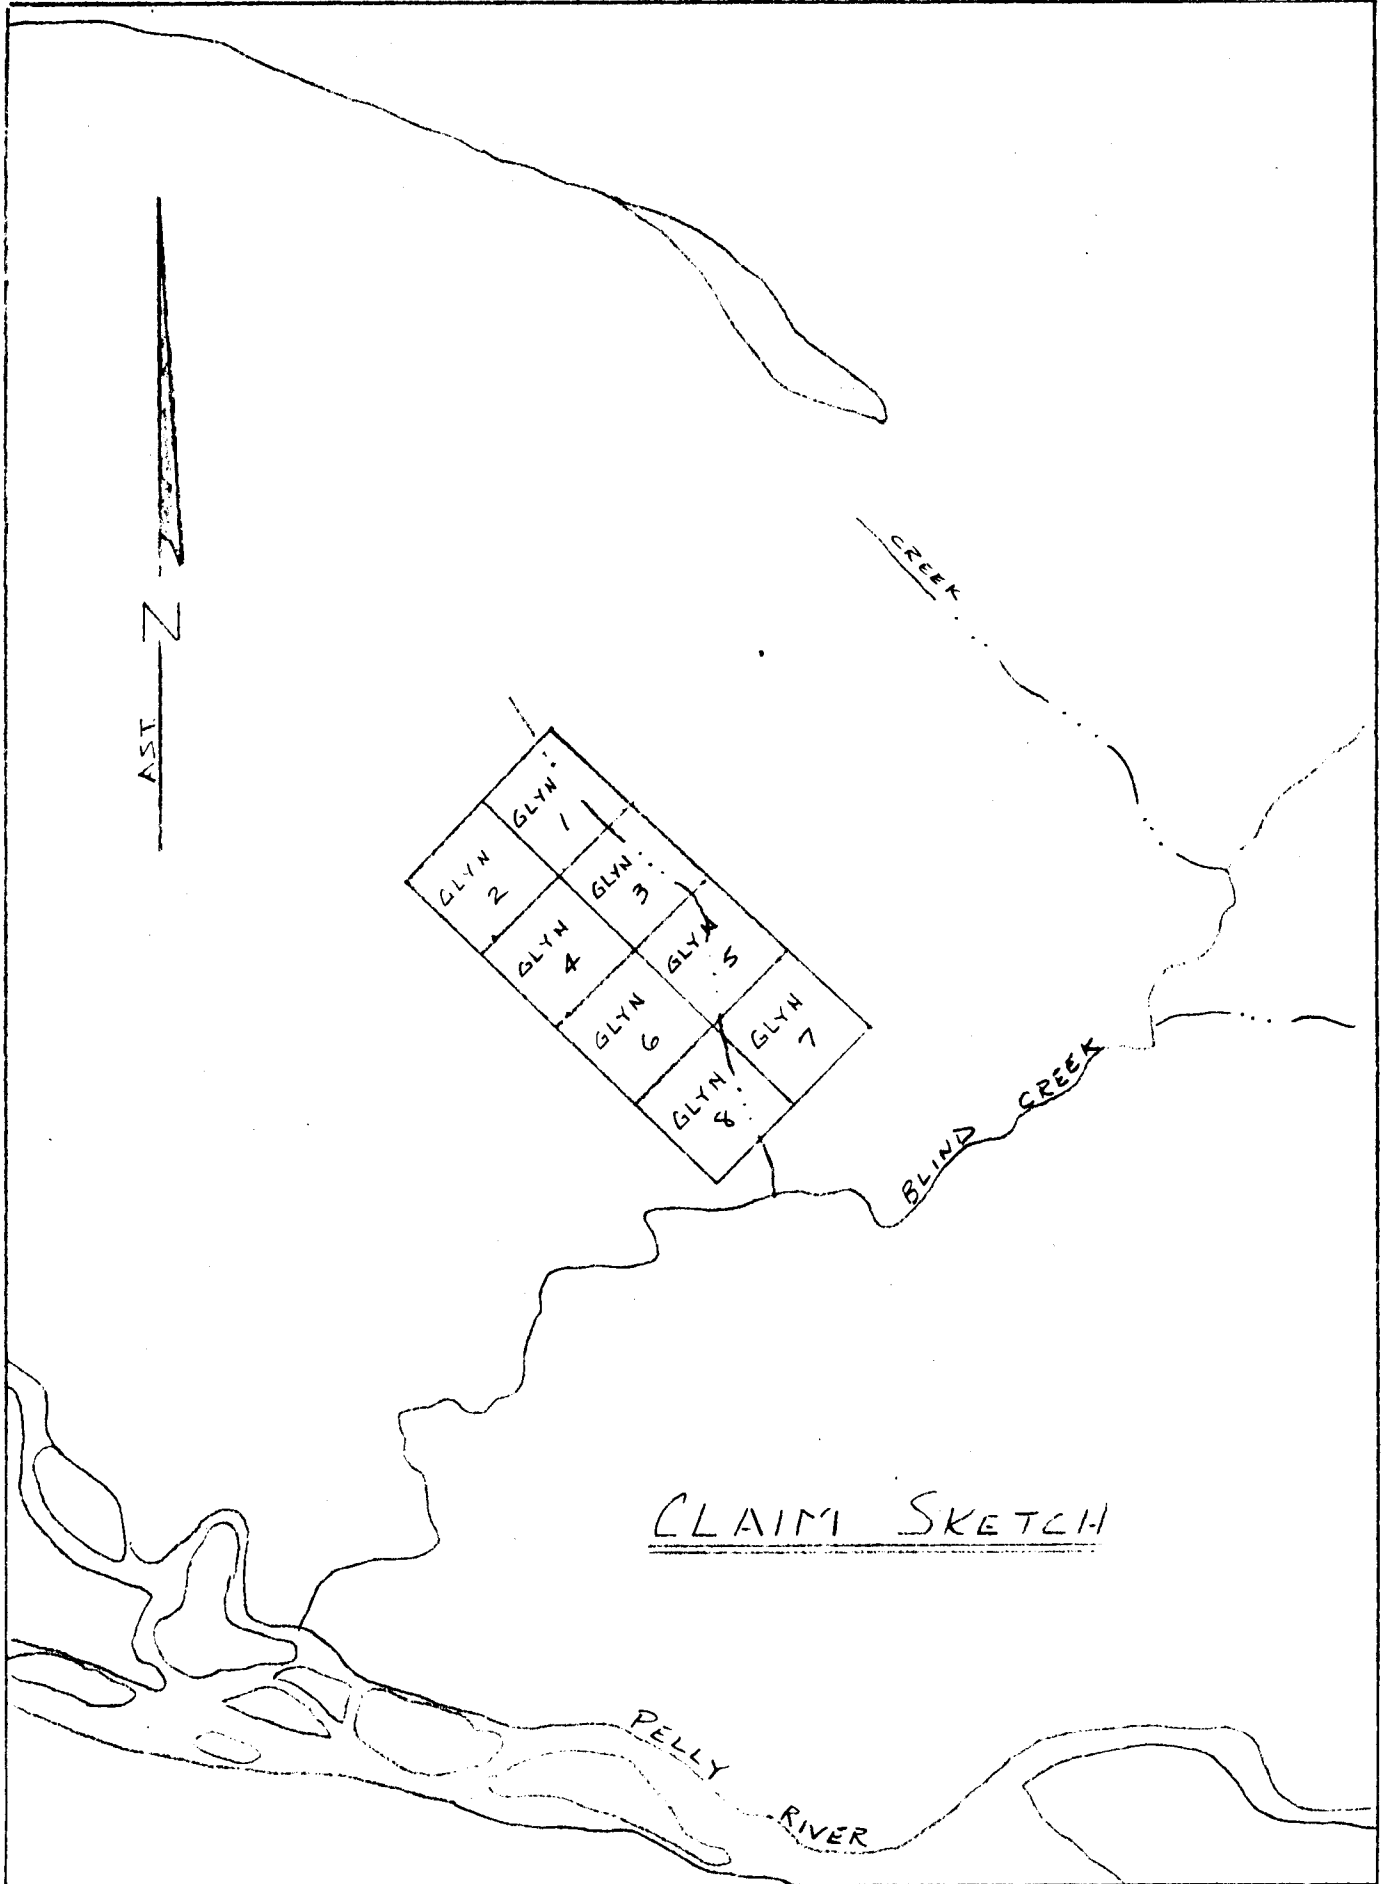 CREEK
N
AST.
GLYN
1
GLYN
2
GLYN
3
GLYN
4
GLYN
5
GLYN
6
GLYN
7
GLYN
8
BLIND CREEK
CLAIM SKETCH
PELLY
RIVER